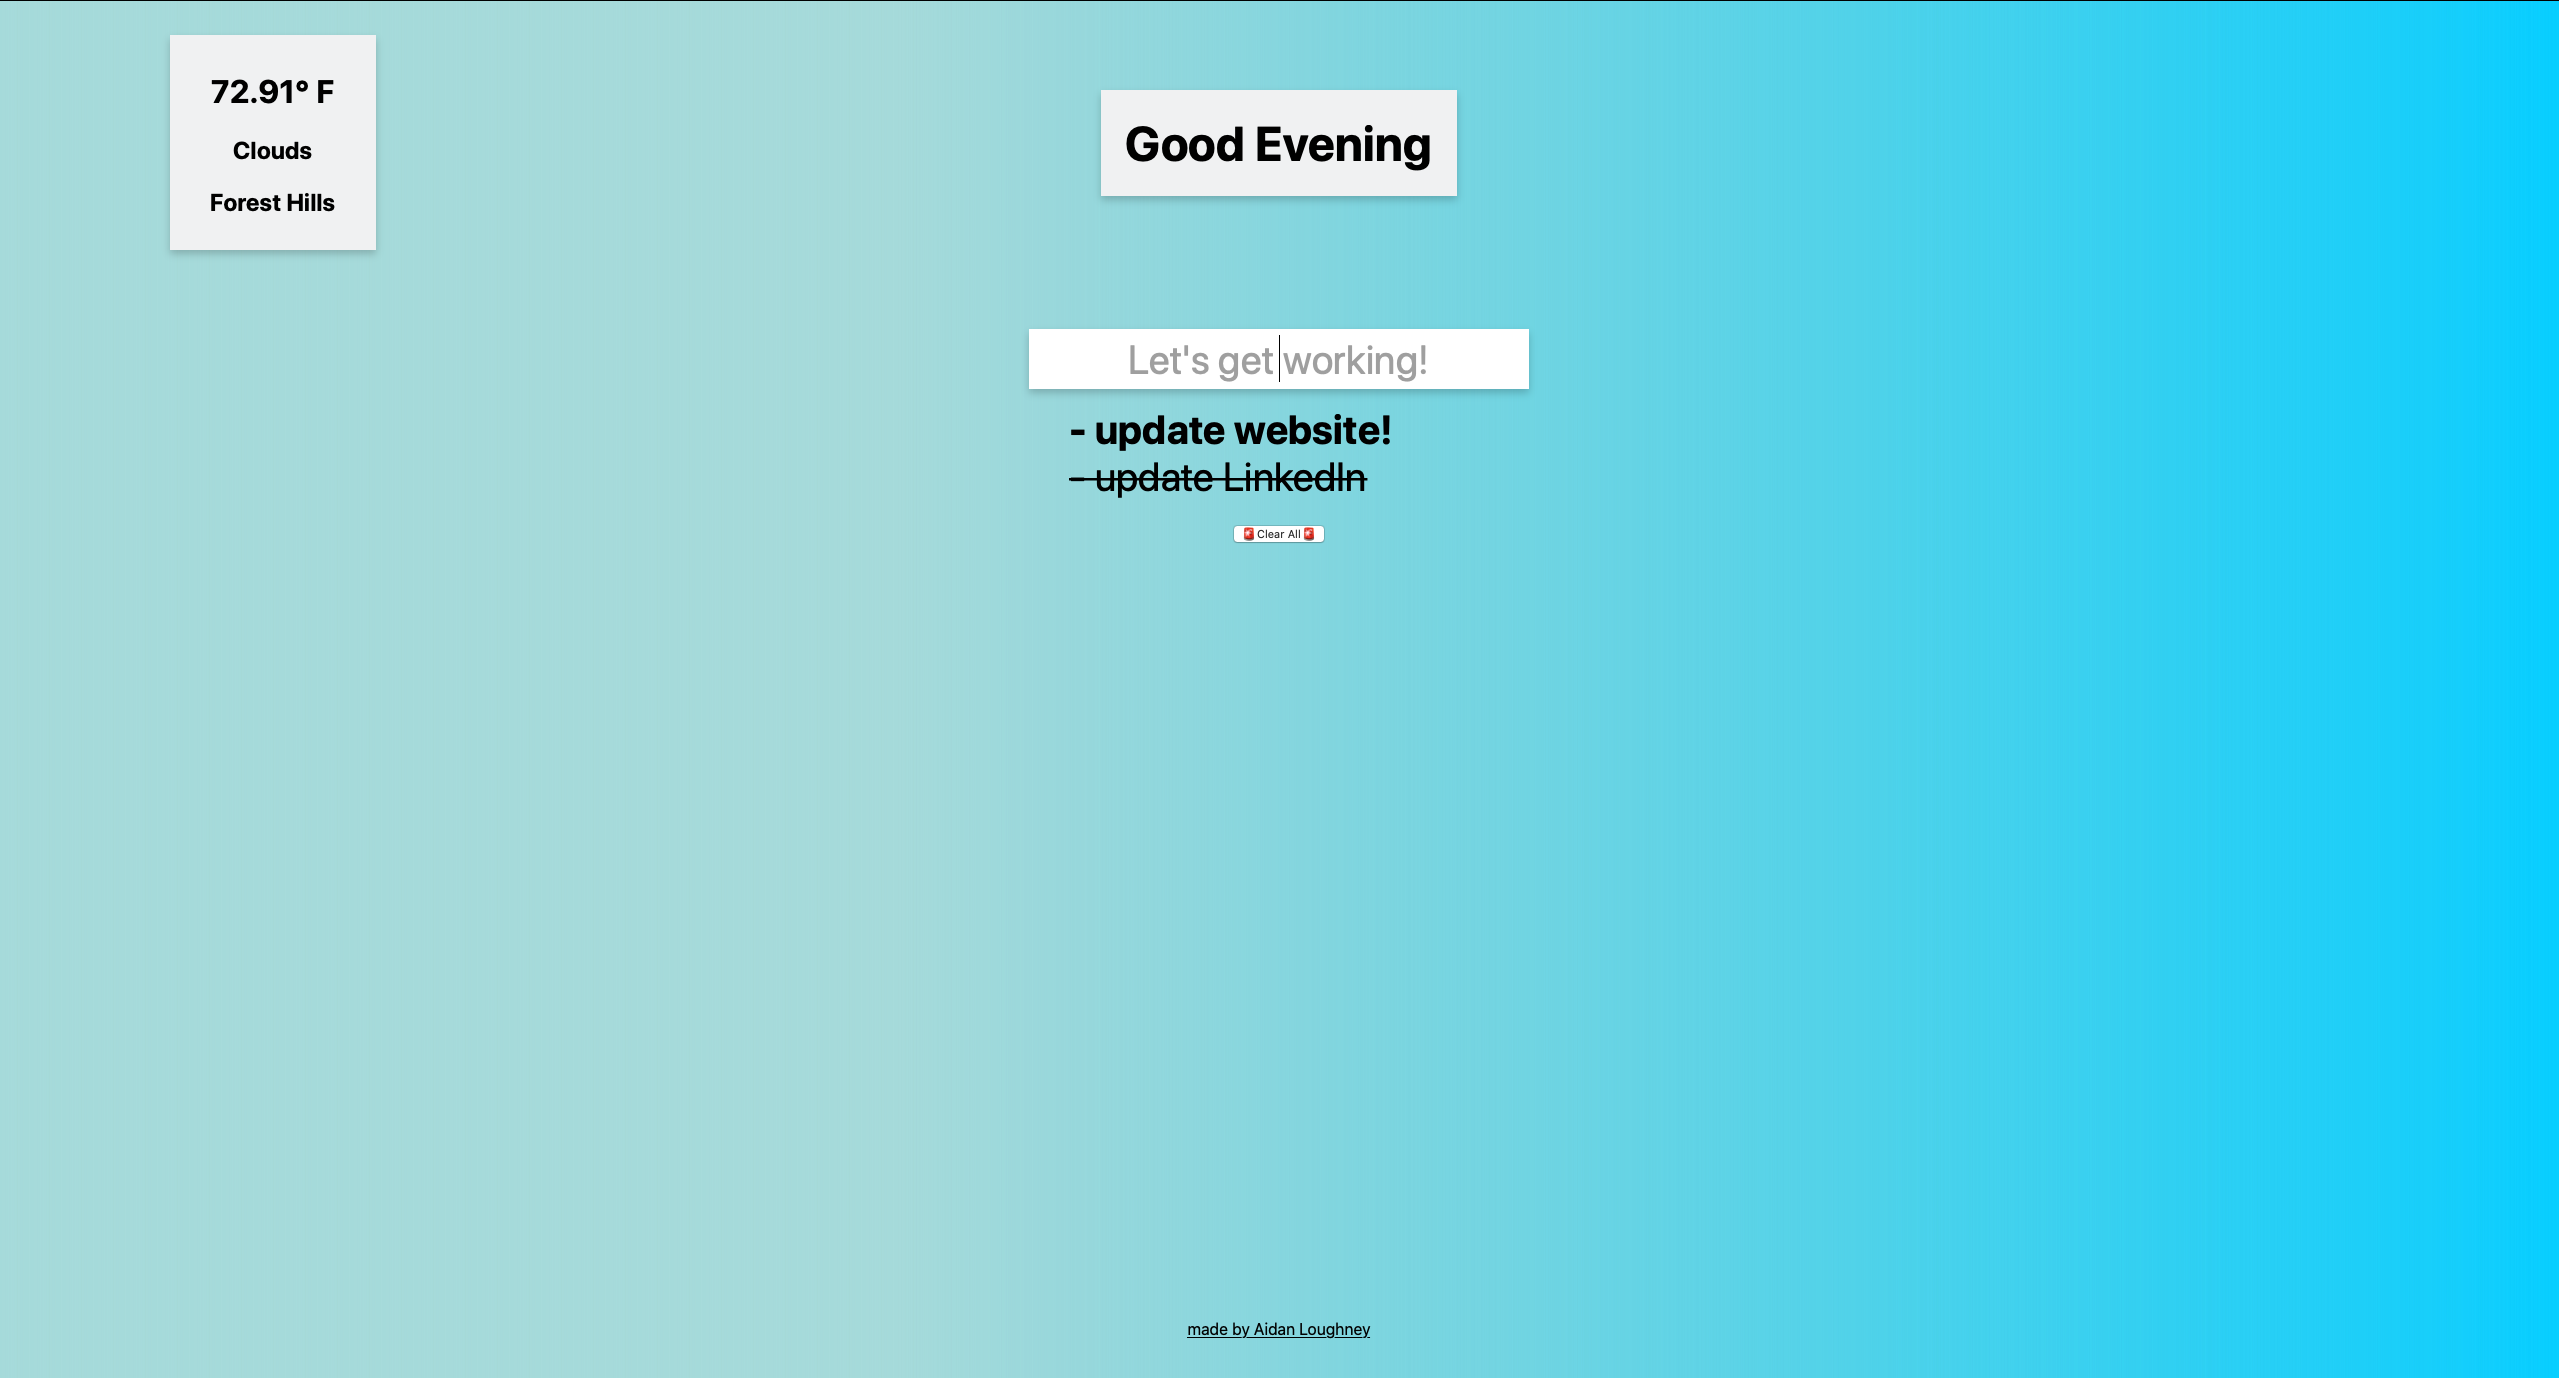 72.91° F
Clouds
Forest Hills
Good Evening
Let's get working!
- update website!
- update LinkedIn
🚨Clear All🚨
made by Aidan Loughney